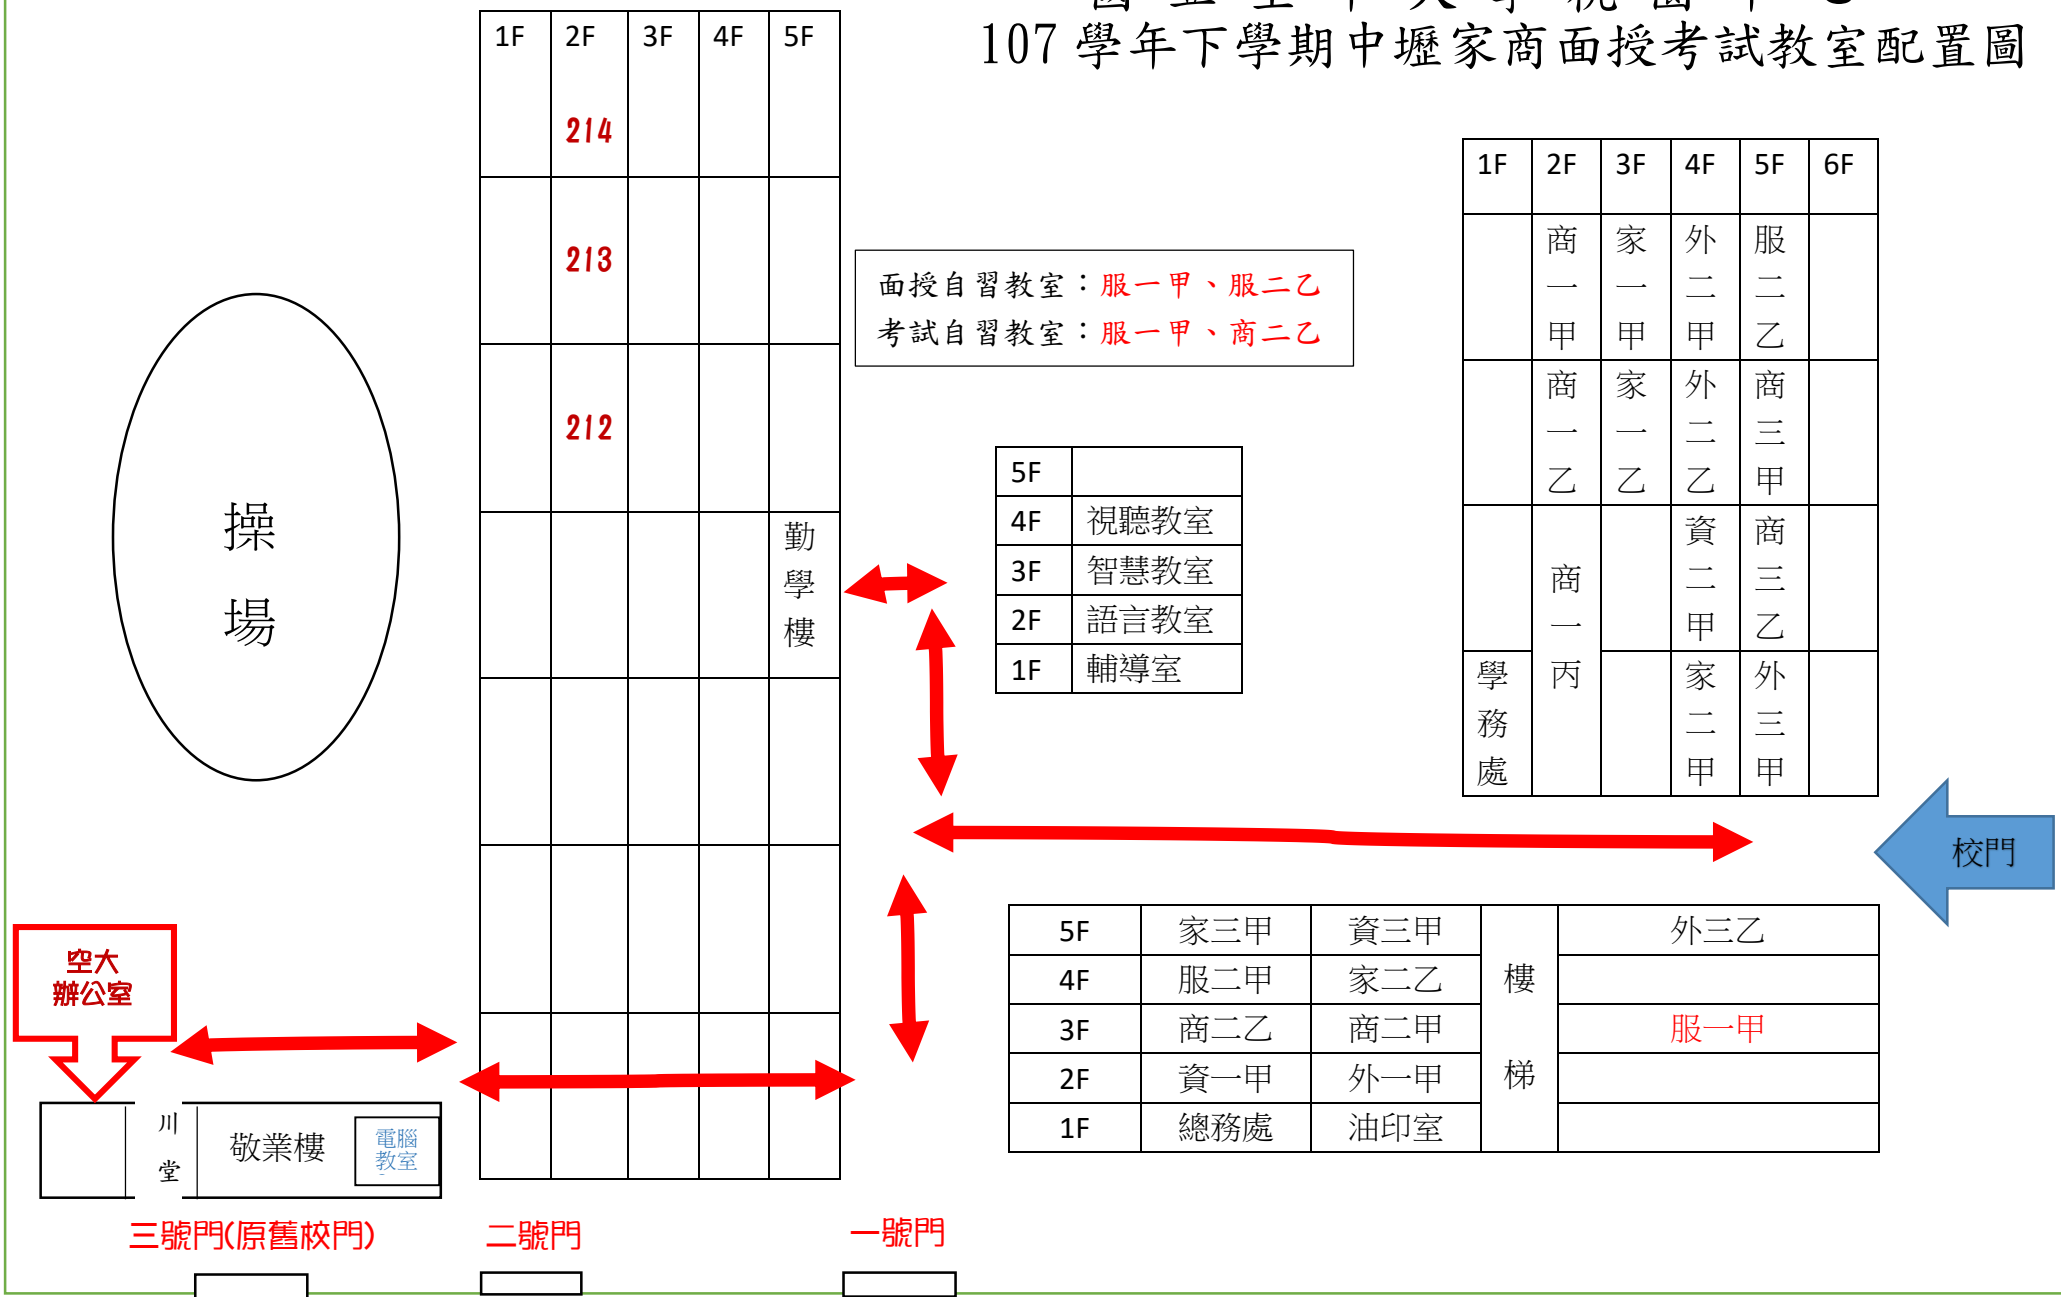 107學年下學期中壢家商面授考試教室配置圖
1F 2F 3F 4F 5F
214
213
212
勤學樓
操場
面授自習教室：服一甲、服二乙
考試自習教室：服一甲、商二乙
5F
4F 視聽教室
3F 智慧教室
2F 語言教室
1F 輔導室
1F 2F 3F 4F 5F 6F
商一甲 家一甲 外二甲 服二乙
商一乙 家一乙 外二乙 商三甲
商一丙 資二甲 商三乙
學務處 家二甲 外三甲
校門
5F 家三甲 資三甲 樓梯 外三乙
4F 服二甲 家二乙
3F 商二乙 商二甲 服一甲
2F 資一甲 外一甲
1F 總務處 油印室
空大
辦公室
川堂
敬業樓
電腦
教室
三號門(原舊校門)
二號門
一號門